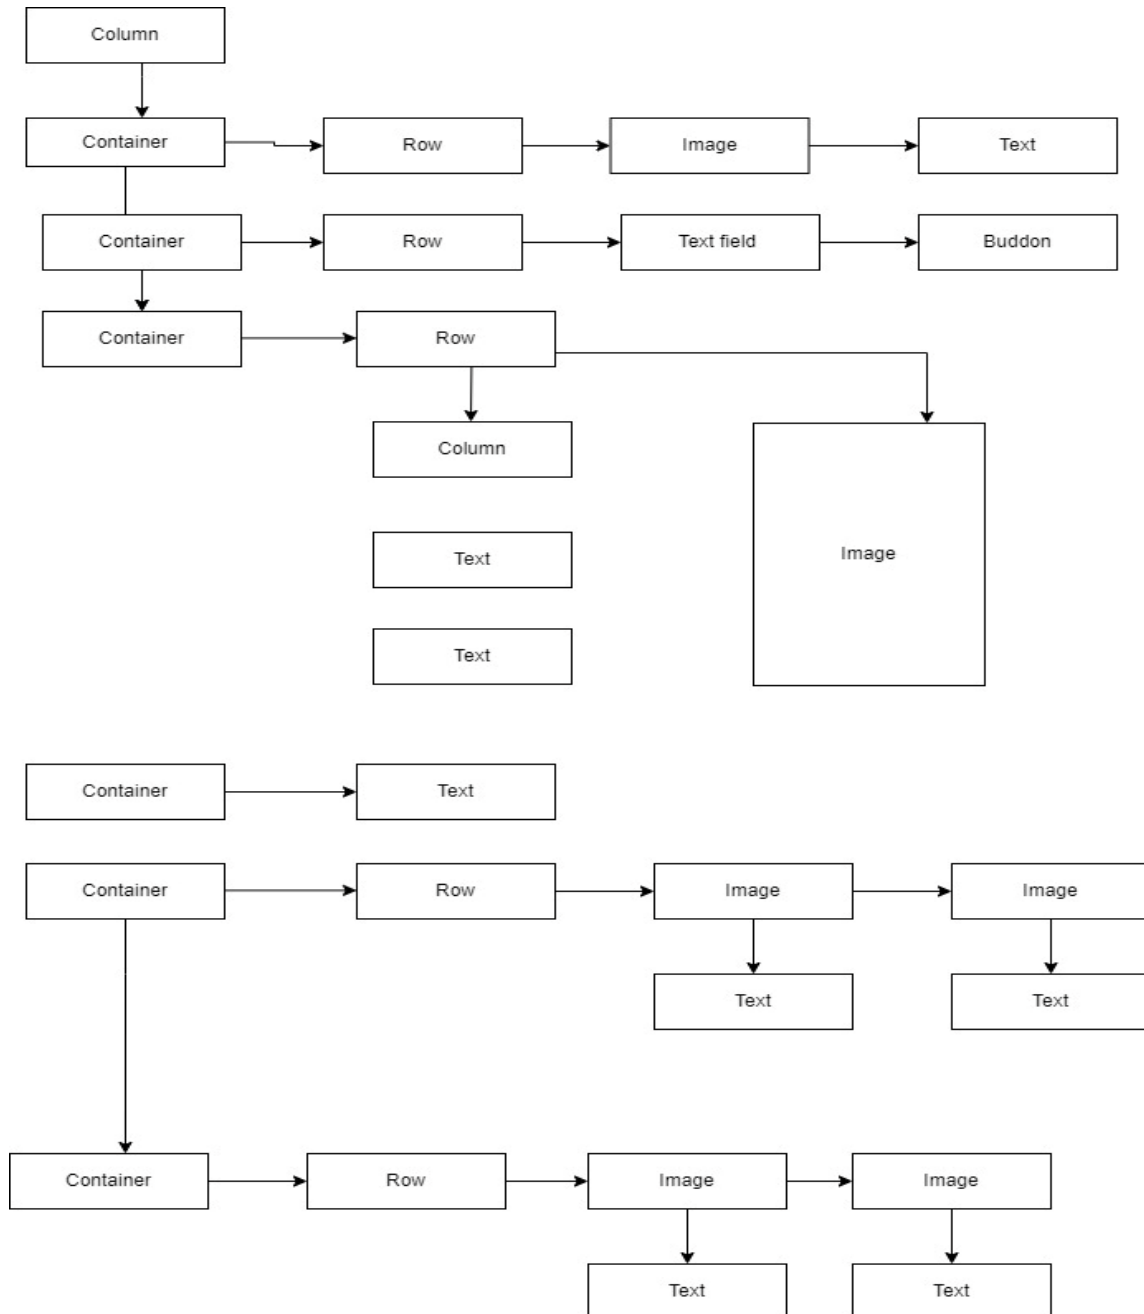 Column
Container
Row
Image
Text
Container
Row
Text field
Buddon
Container
Row
Column
Text
Text
Image
Container
Text
Container
Row
Image
Image
Text
Text
Container
Row
Image
Image
Text
Text